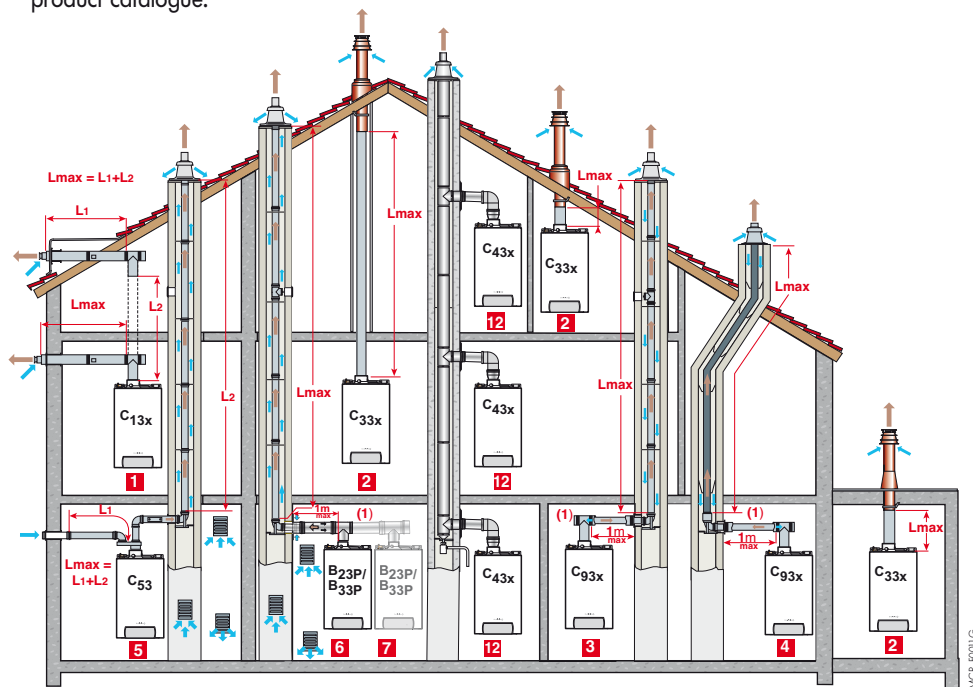 product catalogue.
Lmax = L1+L2
L1
Lmax
L2
C13x
1
L2
Lmax
Lmax
C33x
2
C43x
12
C43x
12
Lmax
C33x
2
Lmax
Lmax
L1
Lmax =
L1+L2
C53
5
1m
max
(1)
B23P/
B33P
6
B23P/
B33P
7
C43x
12
(1)
1m
max
C93x
3
(1)
1m
max
C93x
4
Lmax
C33x
2